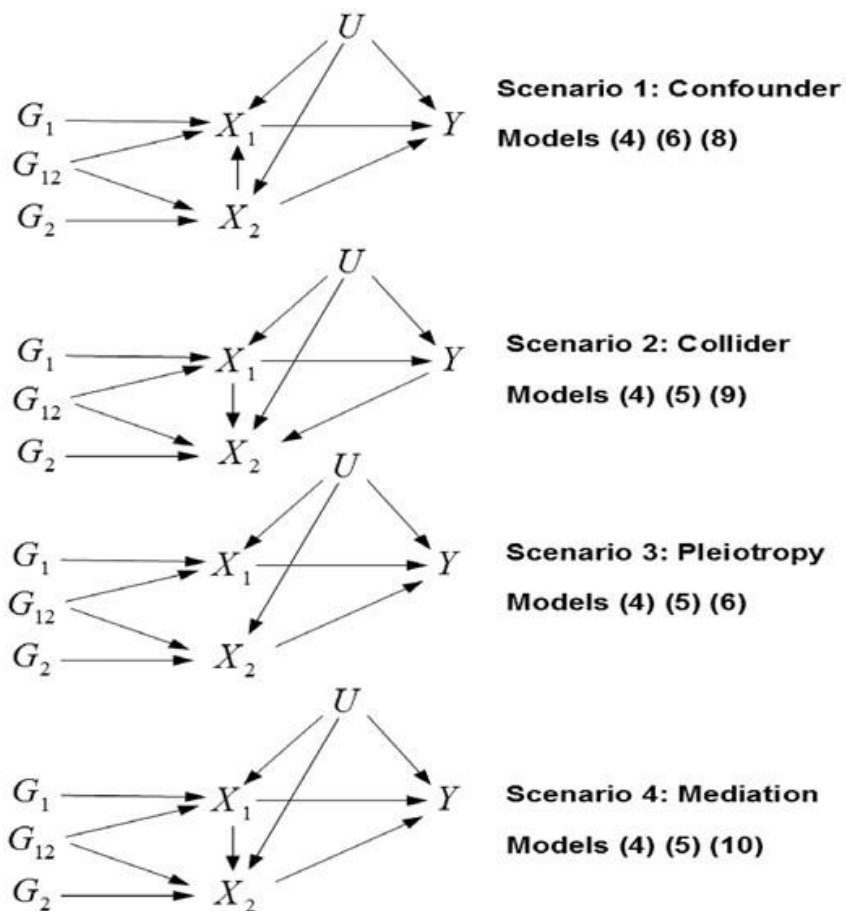 U
Scenario 1: Confounder
G1 X1 Y
Models (4) (6) (8)
G12
G2 X2
U
Scenario 2: Collider
G1 X1 Y
Models (4) (5) (9)
G12
G2 X2
U
Scenario 3: Pleiotropy
G1 X1 Y
Models (4) (5) (6)
G12
G2 X2
U
Scenario 4: Mediation
G1 X1 Y
Models (4) (5) (10)
G12
G2 X2